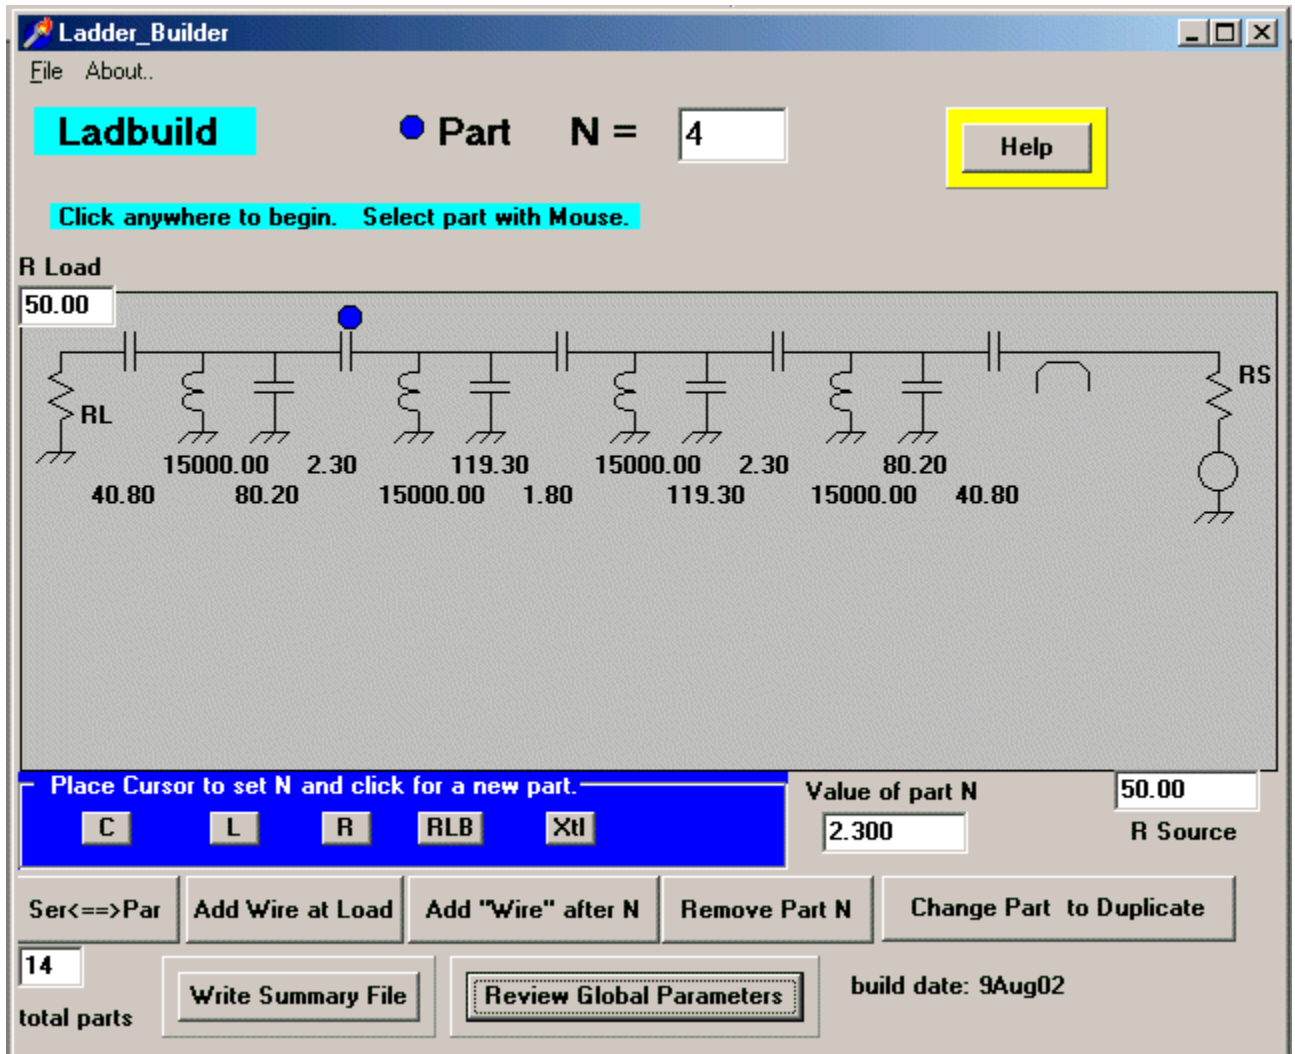 Ladder_Builder
File About..
Ladbuild Part N = 4 Help
Click anywhere to begin. Select part with Mouse.
R Load
50.00
RL RS
15000.00 2.30 119.30 15000.00 2.30 80.20
40.80 80.20 15000.00 1.80 119.30 15000.00 40.80
Place Cursor to set N and click for a new part.
C L R RLB Xtl
Value of part N
2.300
50.00
R Source
Ser<==>Par Add Wire at Load Add "Wire" after N Remove Part N Change Part to Duplicate
14
total parts
Write Summary File Review Global Parameters build date: 9Aug02